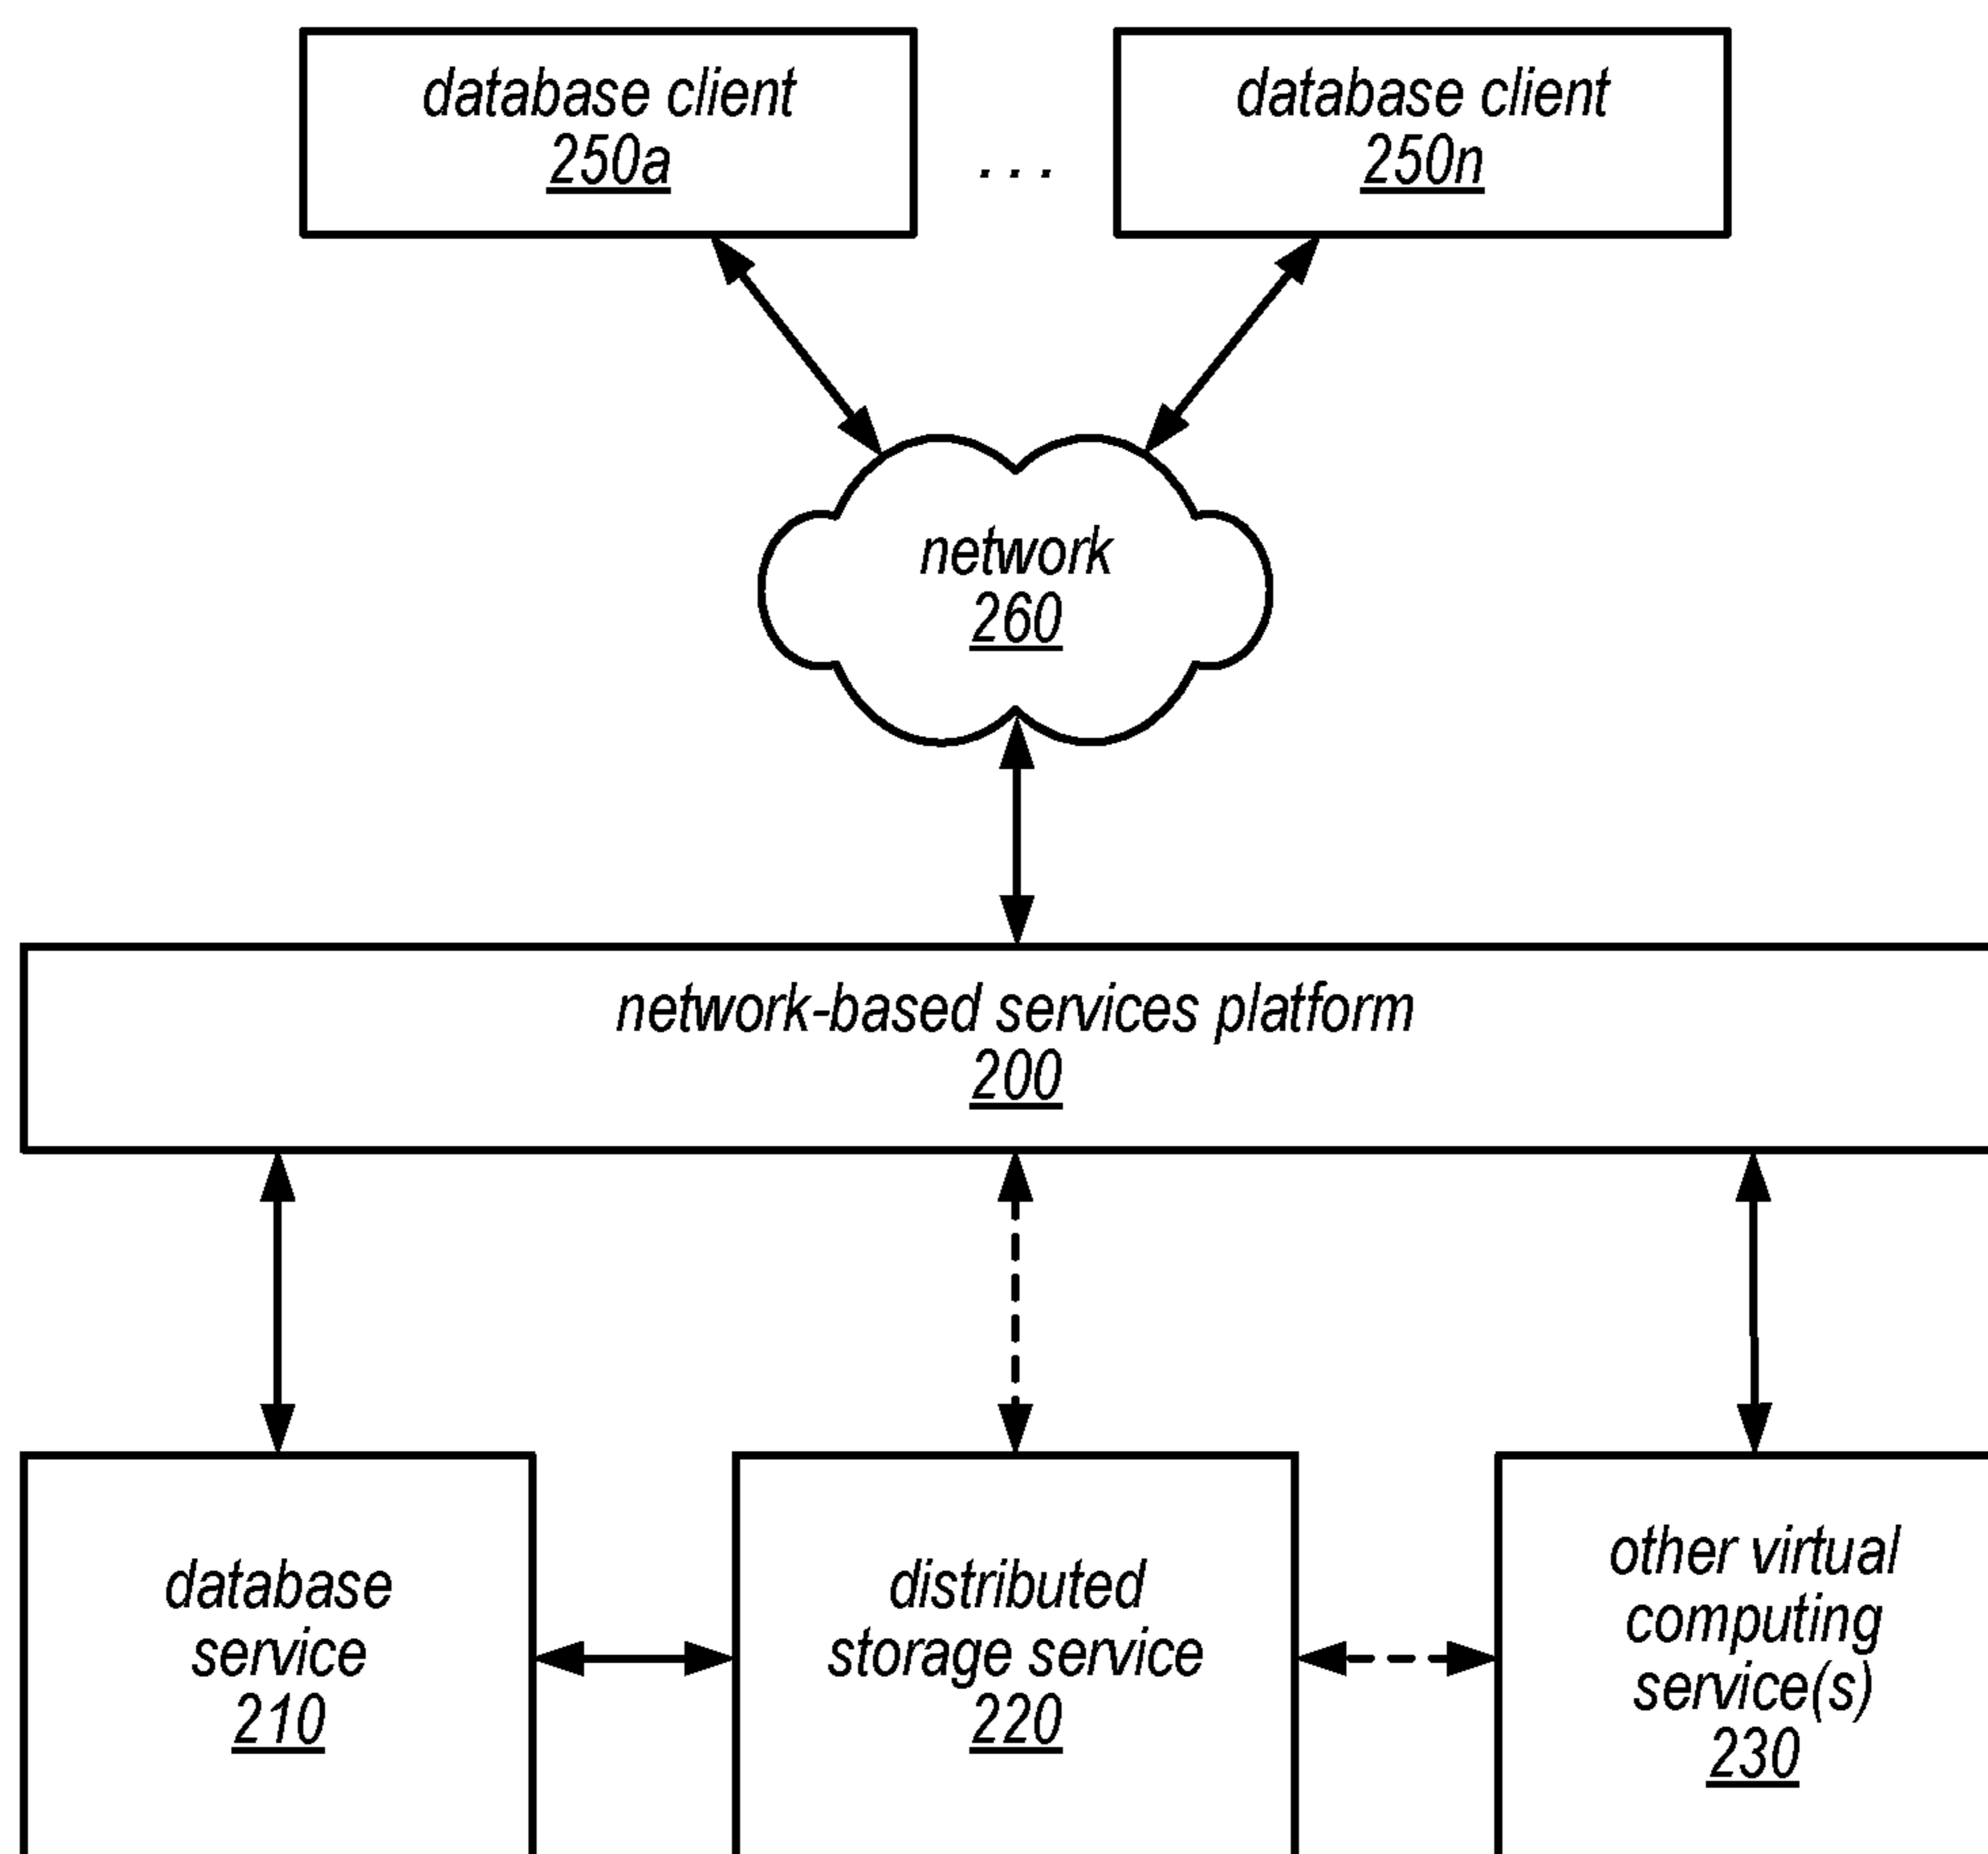 database client
250a
. . .
database client
250n
network
260
network-based services platform
200
database
service
210
distributed
storage service
220
other virtual
computing
service(s)
230